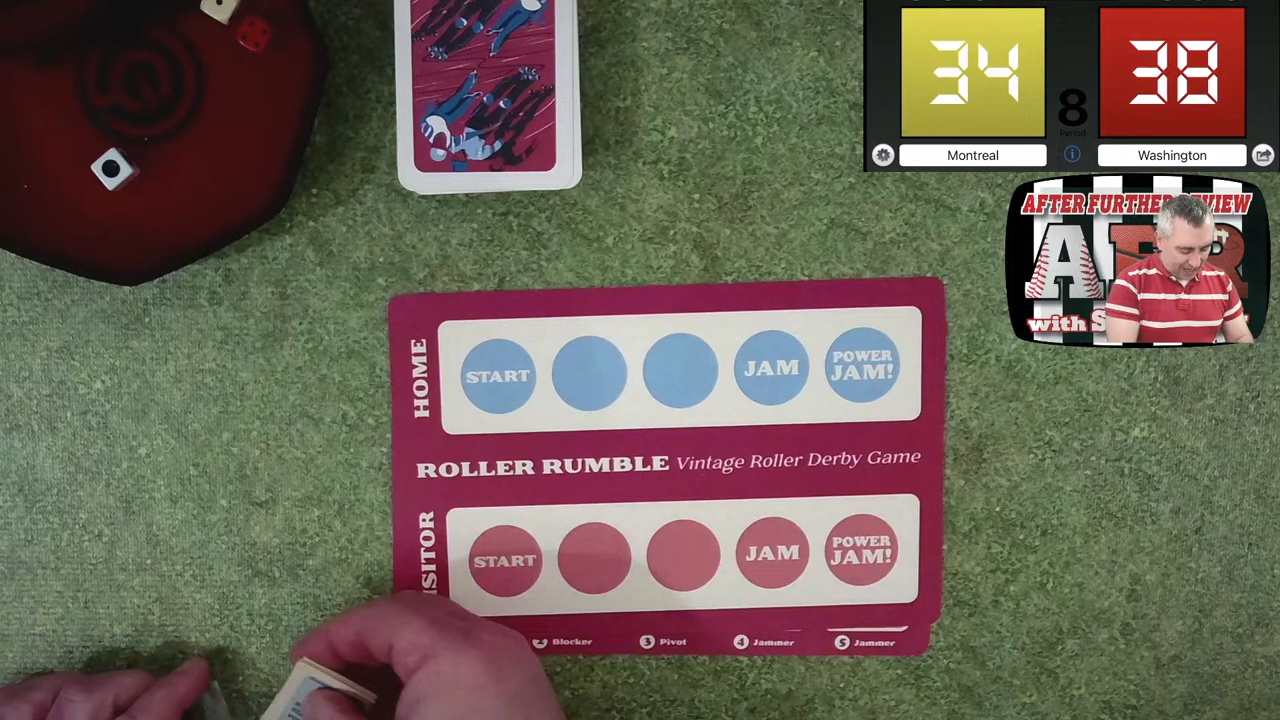 34
38
8
Period
Montreal
Washington
AFTER FURTHER REVIEW
with S
HOME
START
JAM
POWER
JAM!
ROLLER RUMBLE Vintage Roller Derby Game
START
JAM
POWER
JAM!
2 Blocker
3 Pivot
4 Jammer
5 Jammer